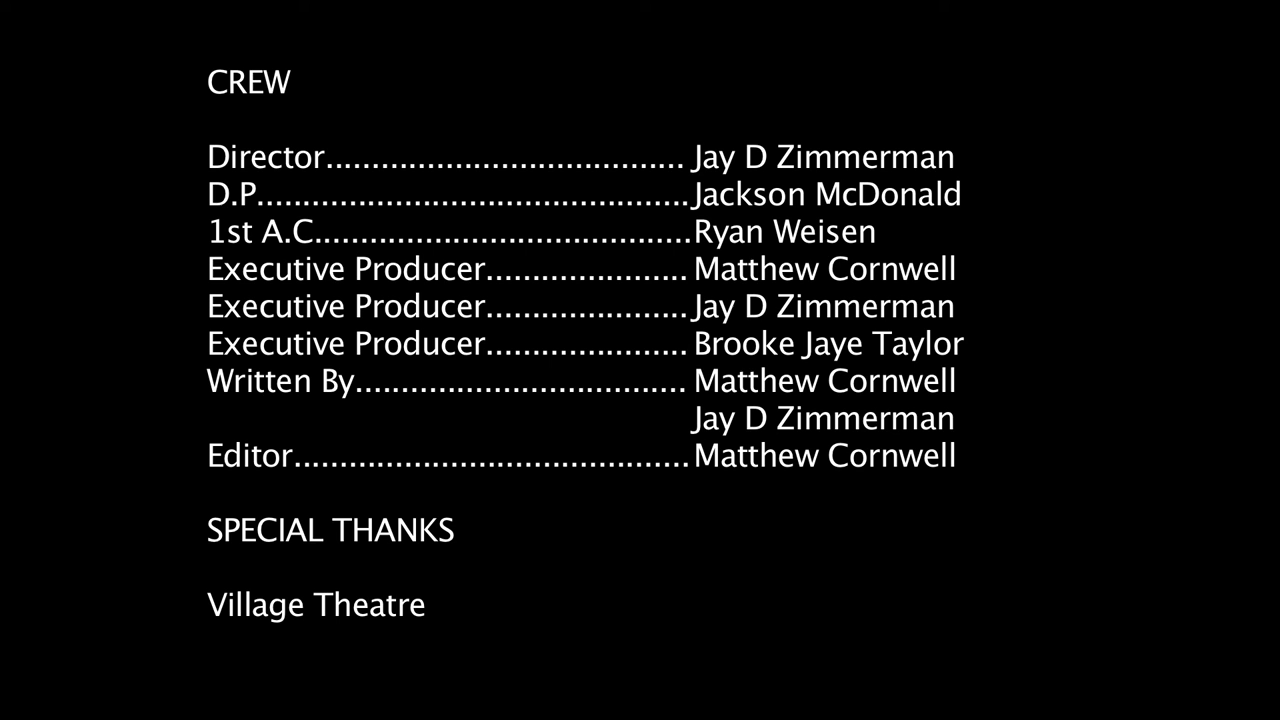 CREW
Director....................................... Jay D Zimmerman
D.P...............................................Jackson McDonald
1st A.C.........................................Ryan Weisen
Executive Producer...................... Matthew Cornwell
Executive Producer...................... Jay D Zimmerman
Executive Producer...................... Brooke Jaye Taylor
Written By.................................... Matthew Cornwell
Jay D Zimmerman
Editor...........................................Matthew Cornwell
SPECIAL THANKS
Village Theatre